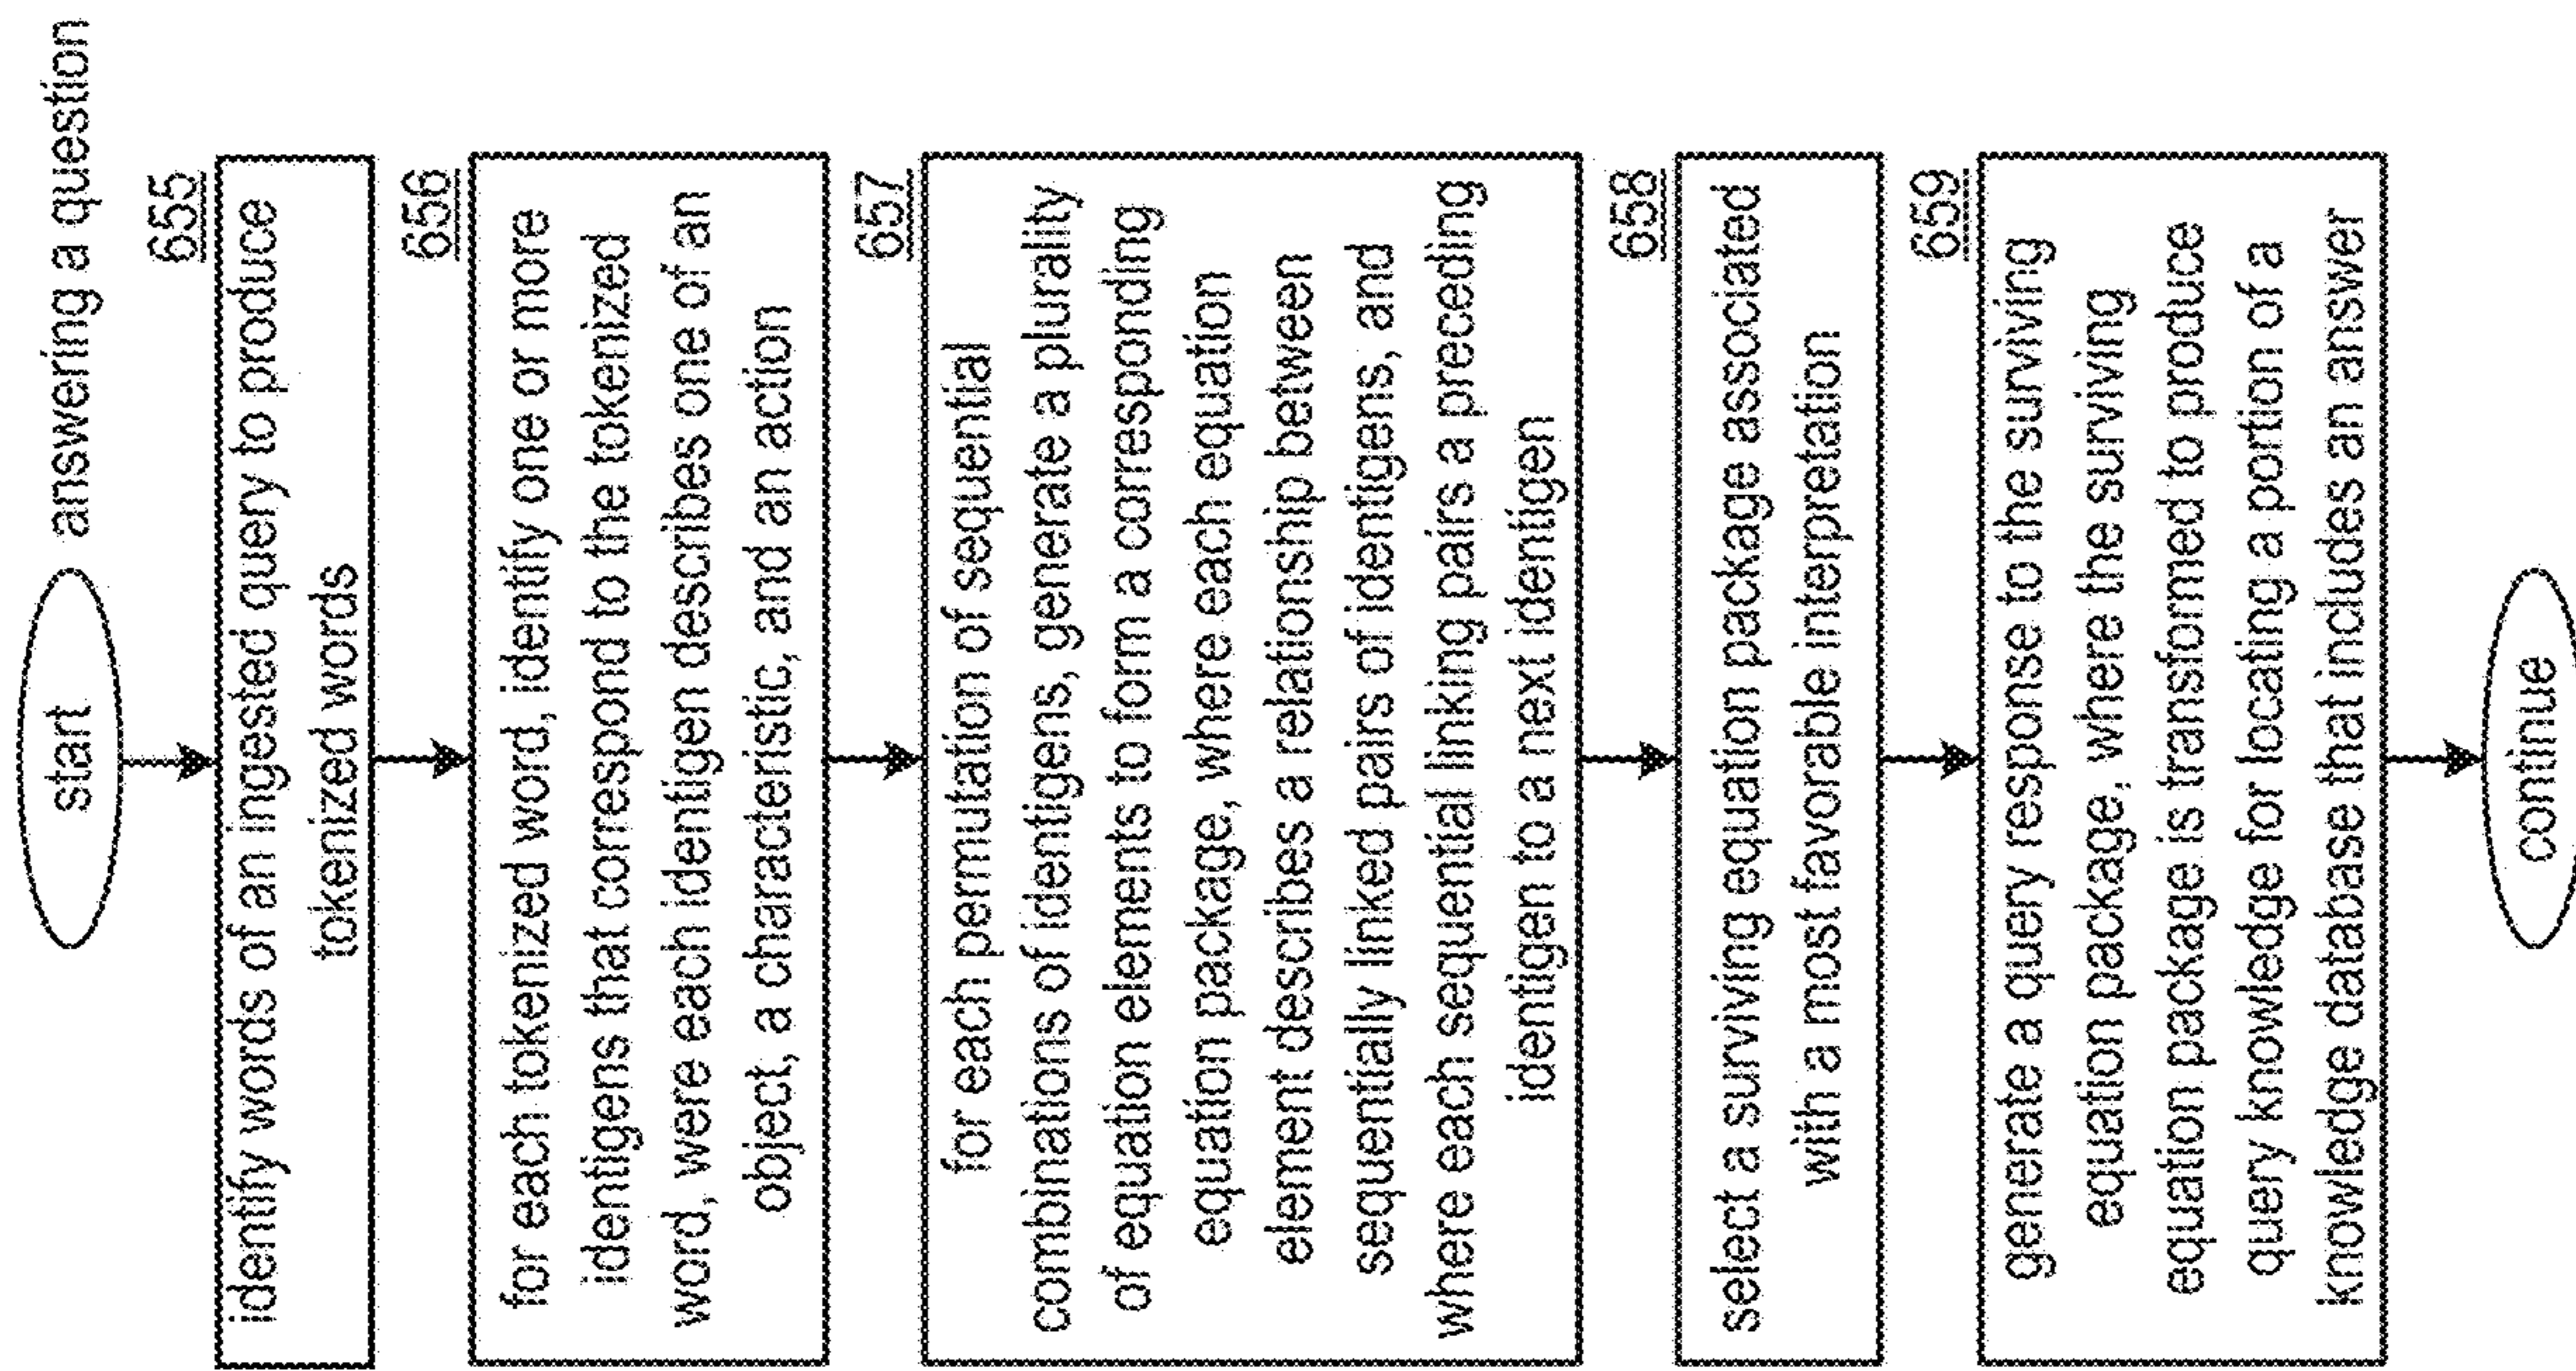 start
answering a question
655
identify words of an ingested query to produce
tokenized words
656
for each tokenized word, identify one or more
identigens that correspond to the tokenized
word, were each identigen describes one of an
object, a characteristic, and an action
657
for each permutation of sequential
combinations of identigens, generate a plurality
of equation elements to form a corresponding
equation package, where each equation
element describes a relationship between
sequentially linked pairs of identigens, and
where each sequential linking pairs a preceding
identigen to a next identigen
658
select a surviving equation package associated
with a most favorable interpretation
659
generate a query response to the surviving
equation package, where the surviving
equation package is transformed to produce
query knowledge for locating a portion of a
knowledge database that includes an answer
continue